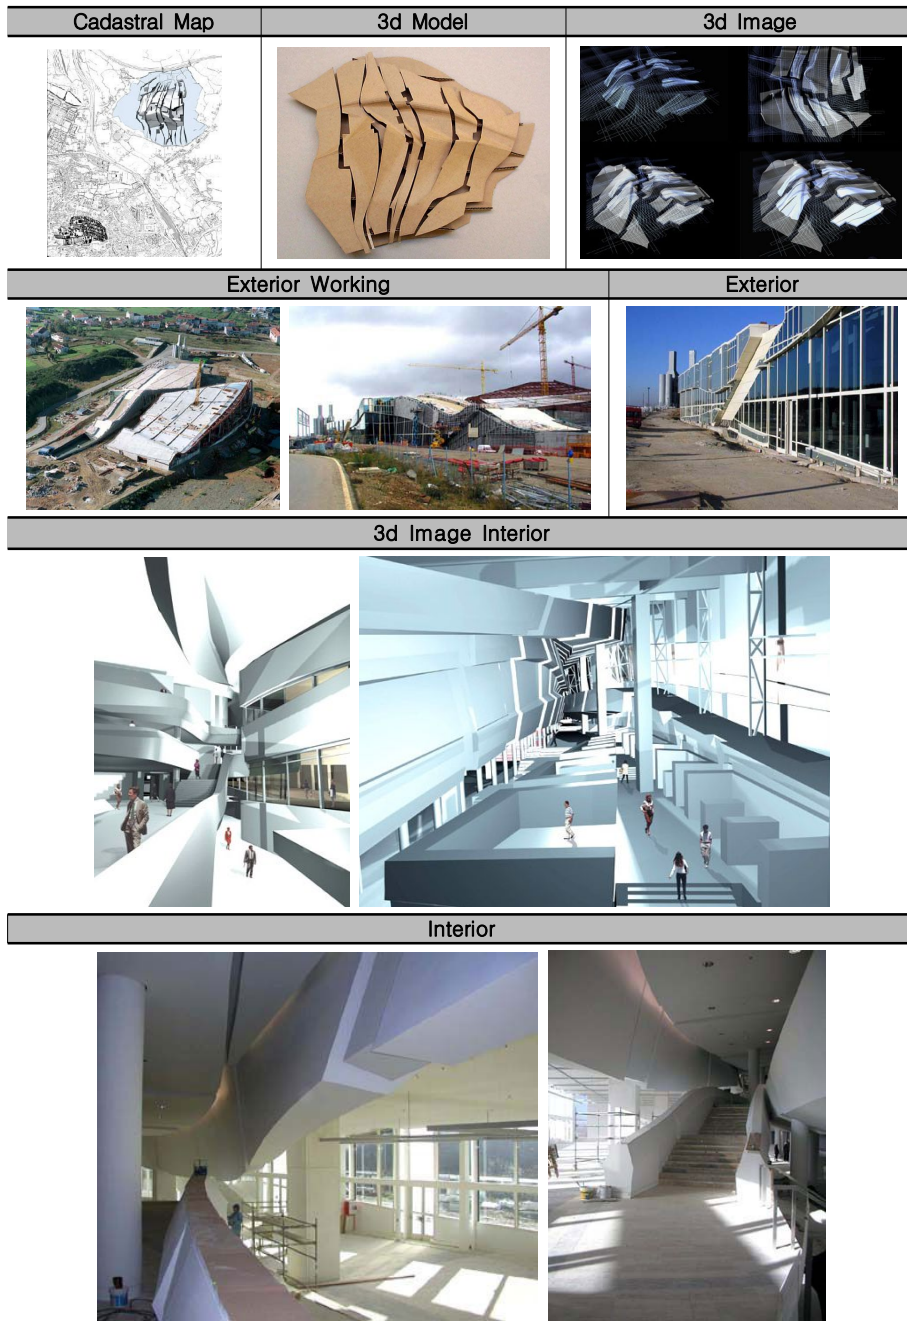 Cadastral Map
3d Model
3d Image
Exterior Working
Exterior
3d Image Interior
Interior